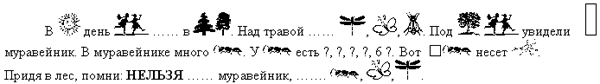 В день ...... в . Над травой ...... , , . Под увидели
муравейник. В муравейнике много . У есть ?, ?, ?, 6 ?. Вот несет .
Придя в лес, помни: НЕЛЬЗЯ ...... муравейник, ....... , , .